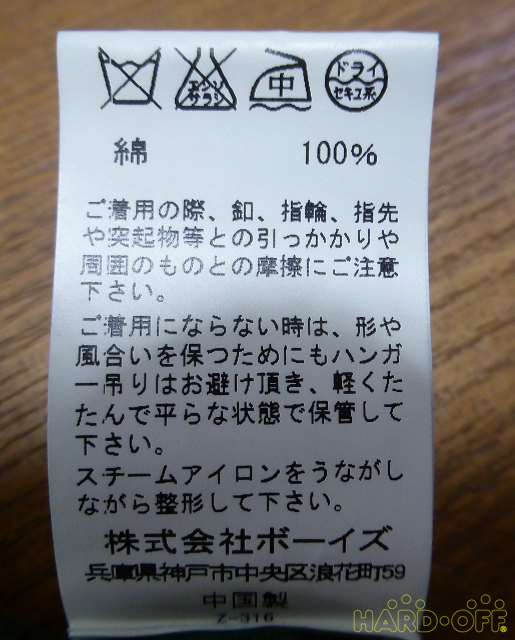 エンソ
サラシ
中
ドライ
セキユ系
綿 100%
ご着用の際、釦、指輪、指先
や突起物等との引っかかりや
周囲のものとの摩擦にご注意
下さい。
ご着用にならない時は、形や
風合いを保つためにもハンガ
ー吊りはお避け頂き、軽くた
たんで平らな状態で保管して
下さい。
スチームアイロンをうながし
ながら整形して下さい。
株式会社ボーイズ
兵庫県神戸市中央区浪花町59
中国製
Z-316
HARD-OFF